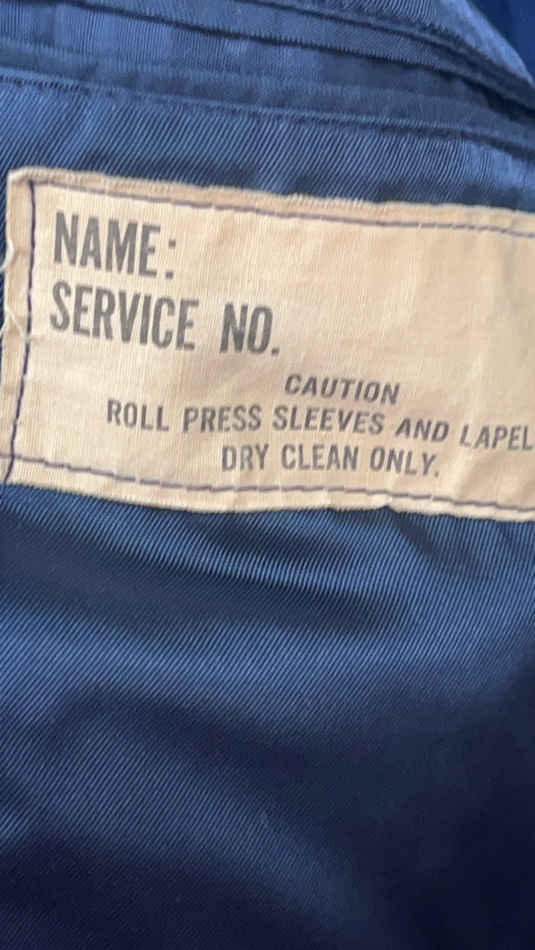 NAME:
SERVICE NO.
CAUTION
ROLL PRESS SLEEVES AND LAPEL
DRY CLEAN ONLY.